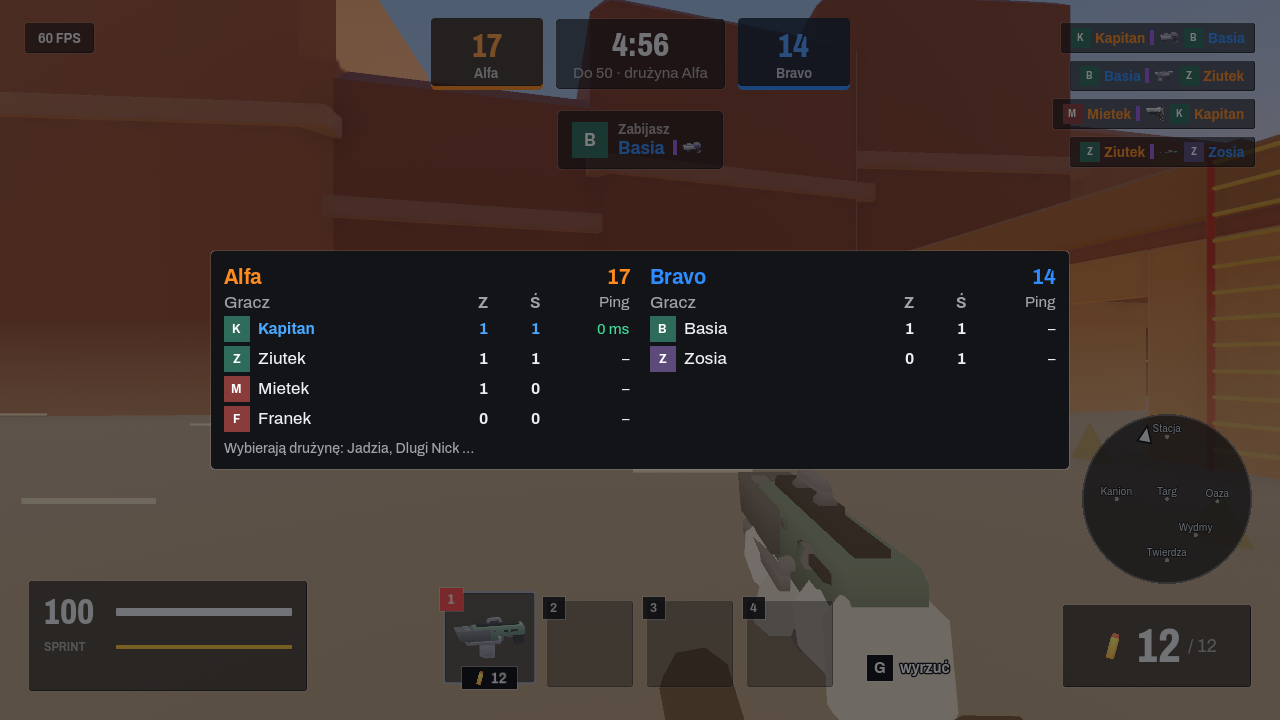 60 FPS
17
Alfa
4:56
Do 50 · drużyna Alfa
14
Bravo
K Kapitan B Basia
B Basia Z Ziutek
M Mietek K Kapitan
Z Ziutek Z Zosia
B
Zabijasz
Basia
Alfa 17
Gracz Z Ś Ping
K Kapitan 1 1 0 ms
Z Ziutek 1 1 –
M Mietek 1 0 –
F Franek 0 0 –
Wybierają drużynę: Jadzia, Dlugi Nick ...
Bravo 14
Gracz Z Ś Ping
B Basia 1 1 –
Z Zosia 0 1 –
Stacja
Kanion Targ Oaza
Wydmy
Twierdza
100
SPRINT
1 2 3 4
12
G wyrzuć
12 / 12